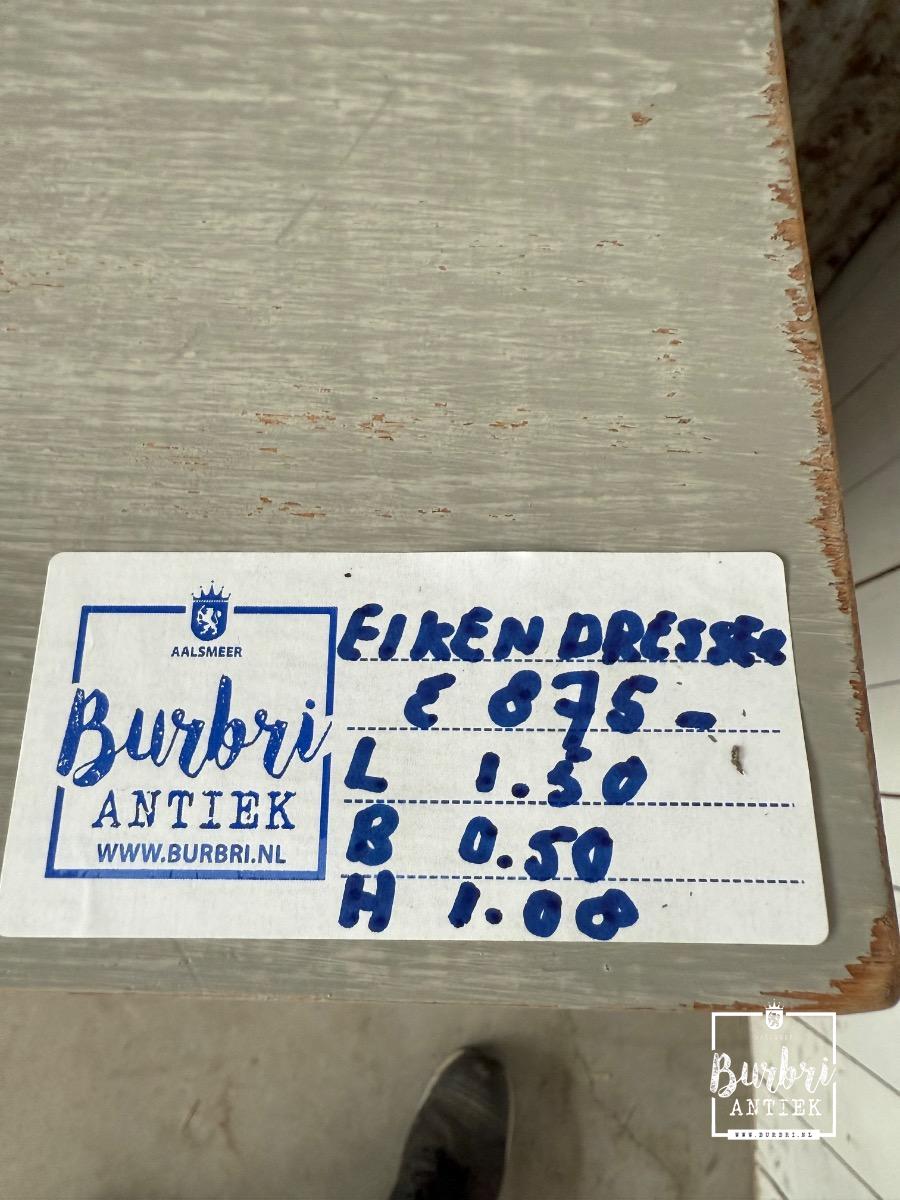 AALSMEER
Burbri
ANTIEK
WWW.BURBRI.NL
EIKEN DRESSER
€ 875 -
L 1.50
B 0.50
H 1.00
Burbri
ANTIEK
WWW.BURBRI.NL